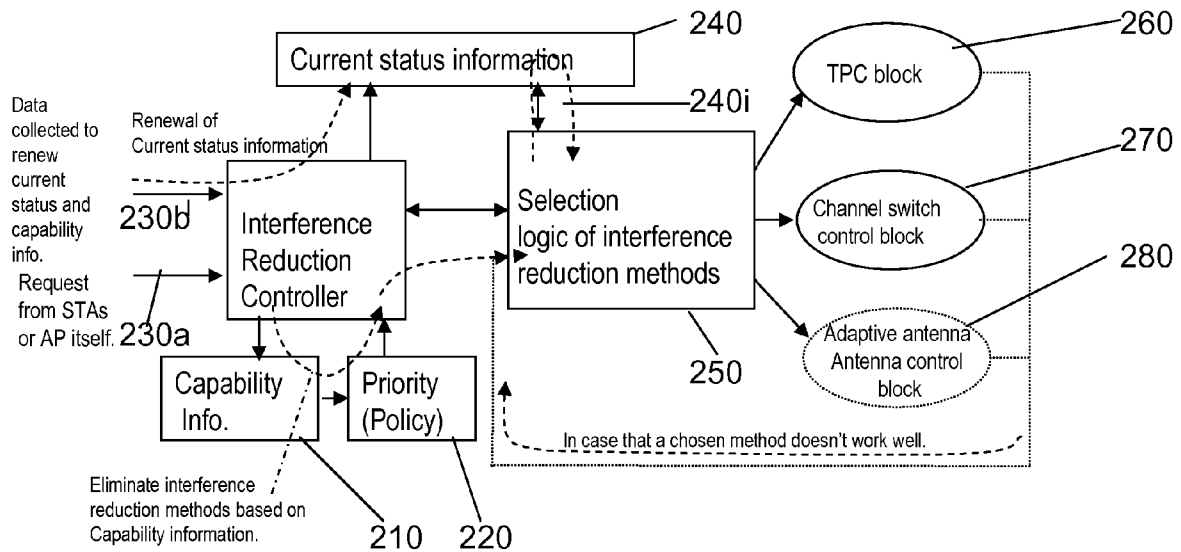 240
Current status information
240i
260
TPC block
Data
collected to
renew
current
status and
capability
info.
Renewal of
Current status information
230b
Request
from STAs
or AP itself.
230a
Interference
Reduction
Controller
Selection
logic of interference
reduction methods
250
270
Channel switch
control block
280
Adaptive antenna
Antenna control
block
Capability
Info.
Priority
(Policy)
In case that a chosen method doesn't work well.
Eliminate interference
reduction methods based on
Capability information.
210
220